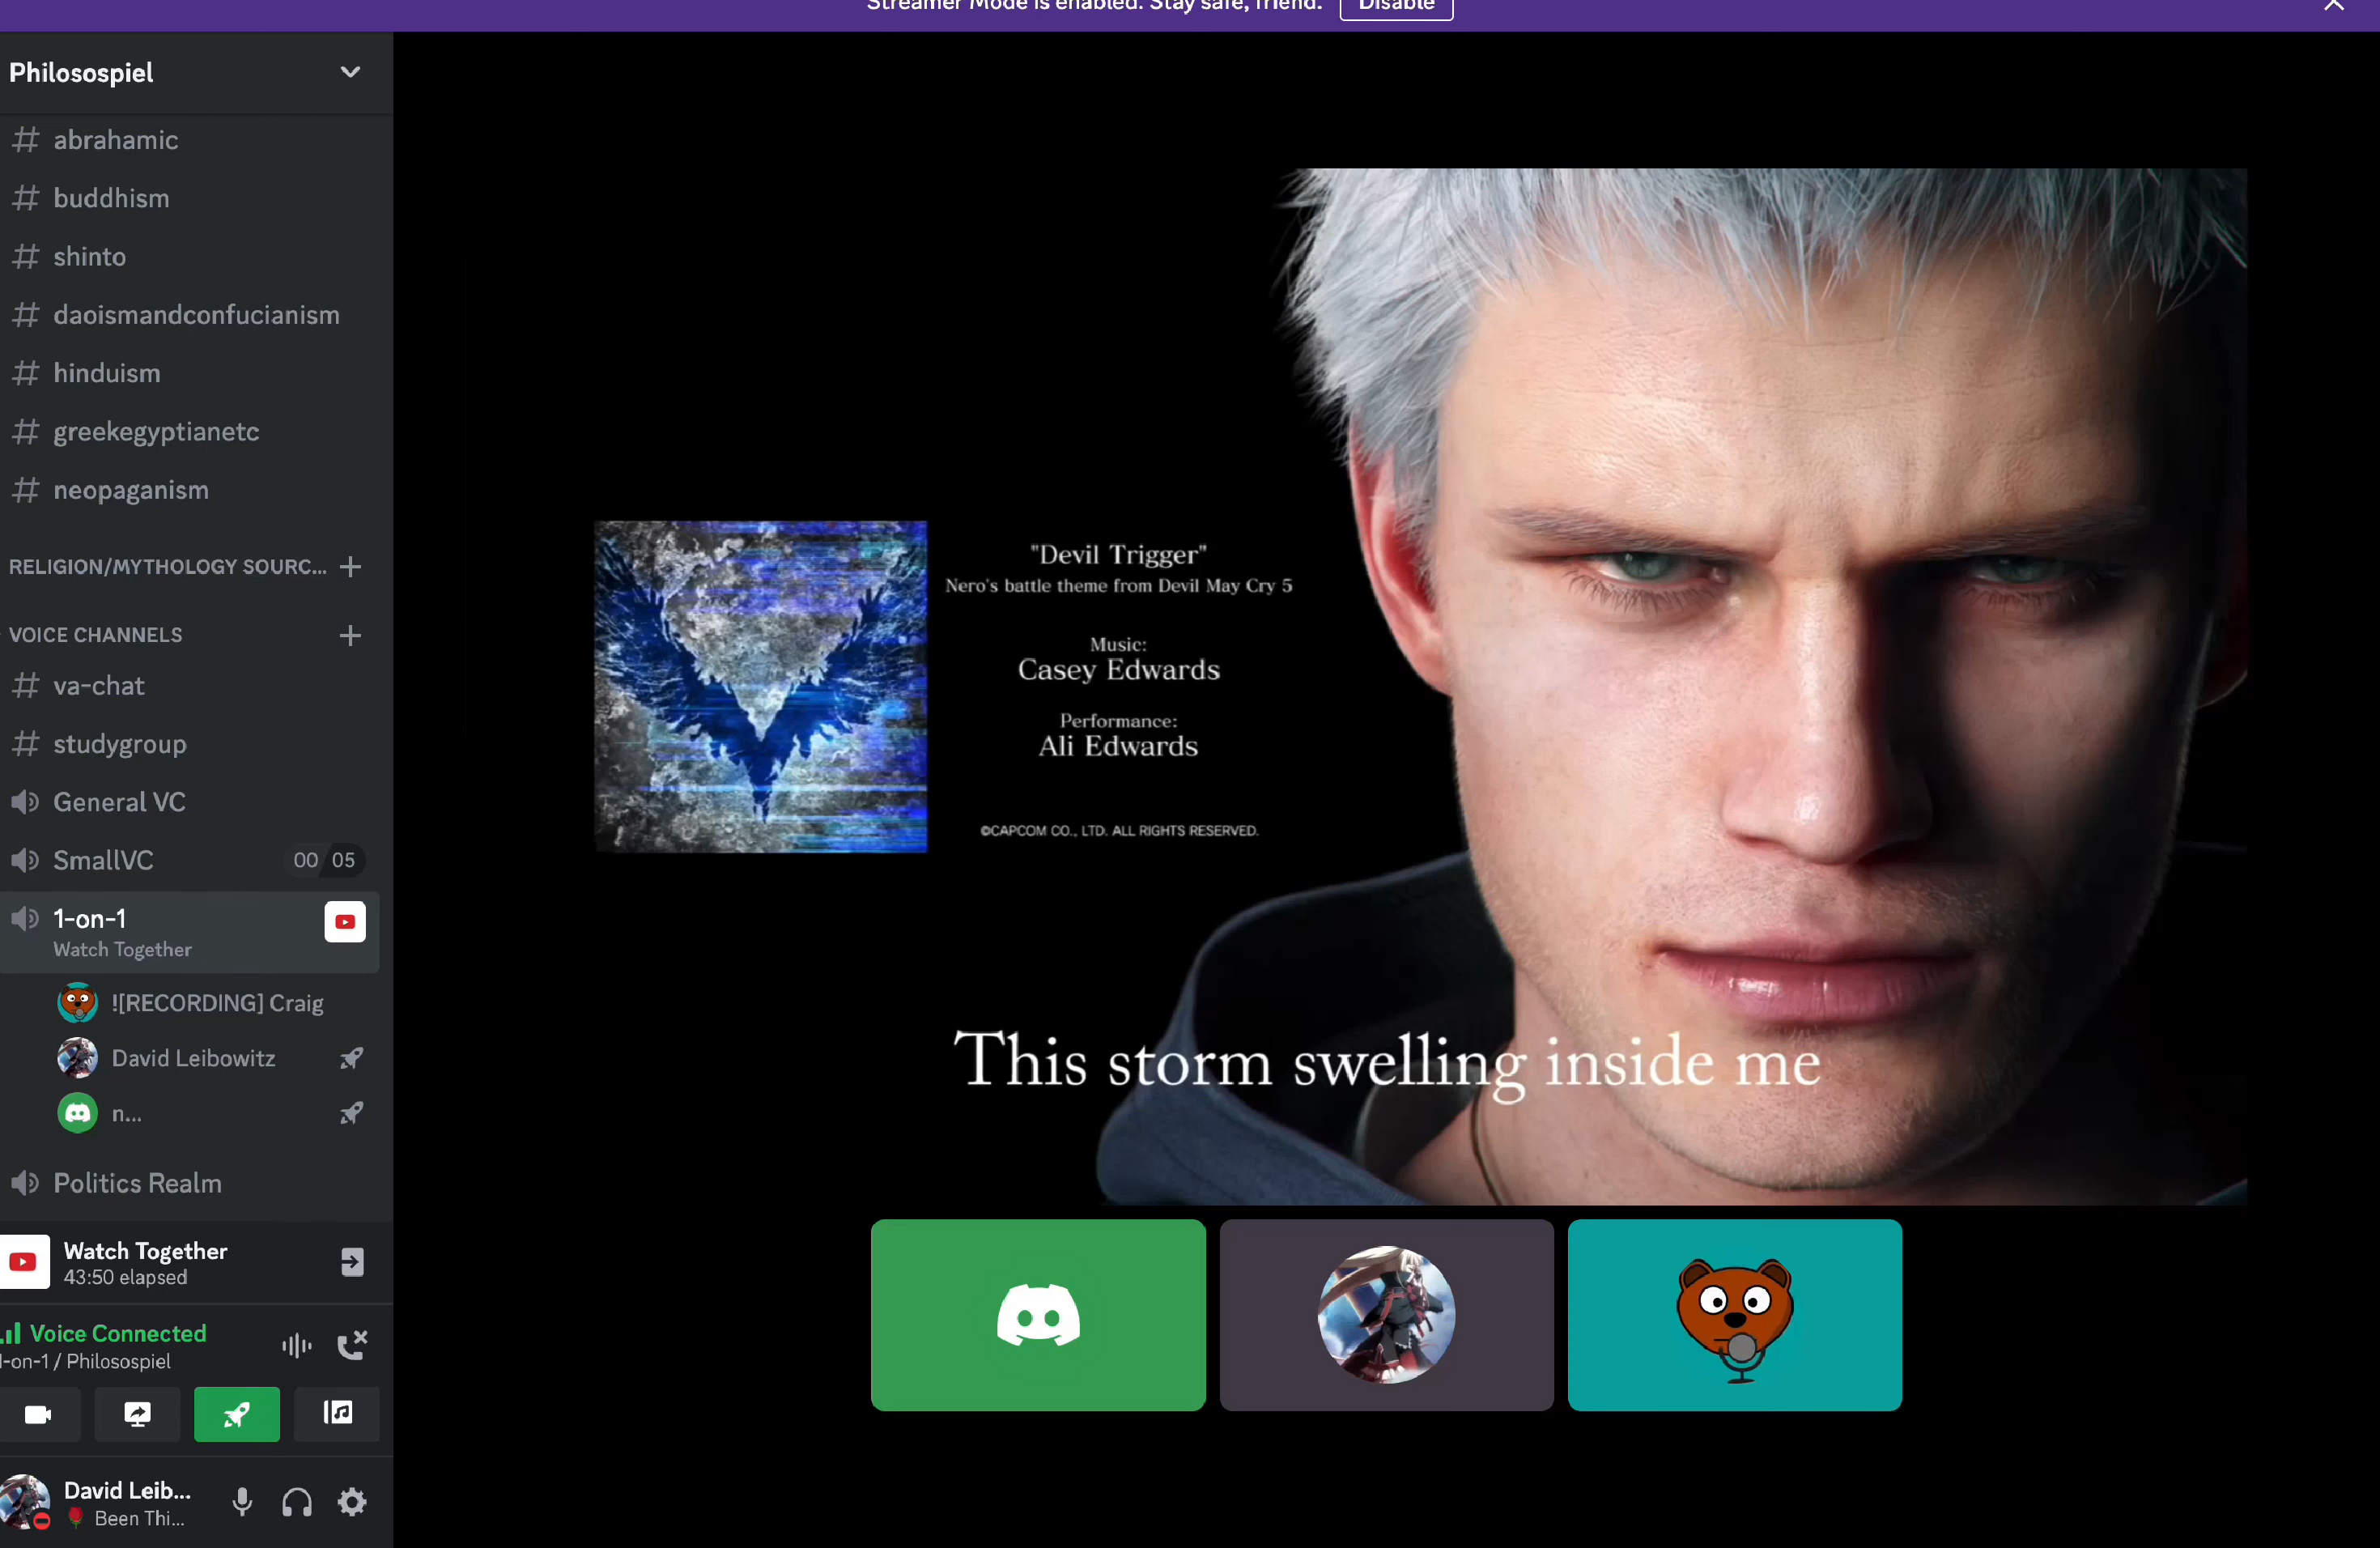 Streamer Mode is enabled. Stay safe, friend.
Disable
Philosospiel
# abrahamic
# buddhism
# shinto
# daoismandconfucianism
# hinduism
# greekegyptianetc
# neopaganism
RELIGION/MYTHOLOGY SOURC...
VOICE CHANNELS
# va-chat
# studygroup
General VC
SmallVC 00 05
1-on-1
Watch Together
![RECORDING] Craig
David Leibowitz
n...
Politics Realm
Watch Together
43:50 elapsed
Voice Connected
1-on-1 / Philosospiel
David Leib...
Been Thi...
"Devil Trigger"
Nero's battle theme from Devil May Cry 5
Music:
Casey Edwards
Performance:
Ali Edwards
©CAPCOM CO., LTD. ALL RIGHTS RESERVED.
This storm swelling inside me